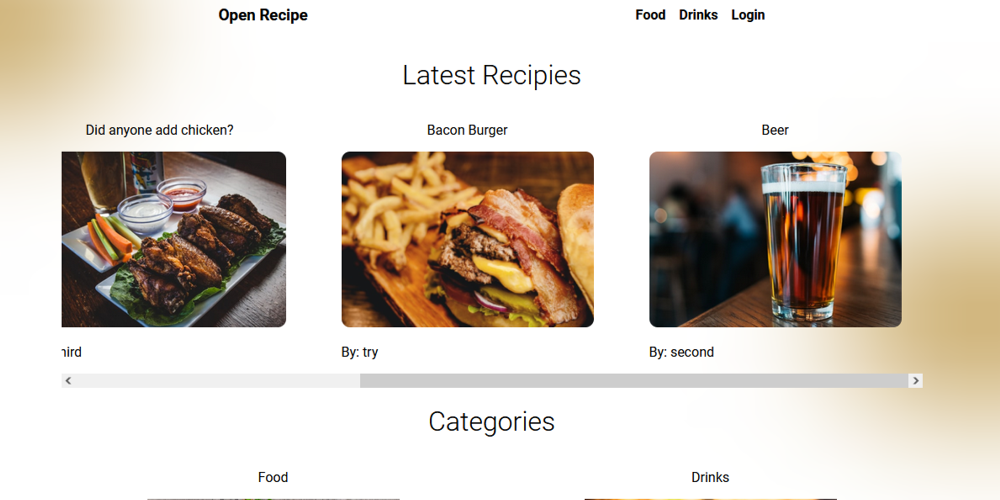 Open Recipe
Food Drinks Login
Latest Recipies
Did anyone add chicken?
Bacon Burger
Beer
By: try
By: second
Categories
Food
Drinks